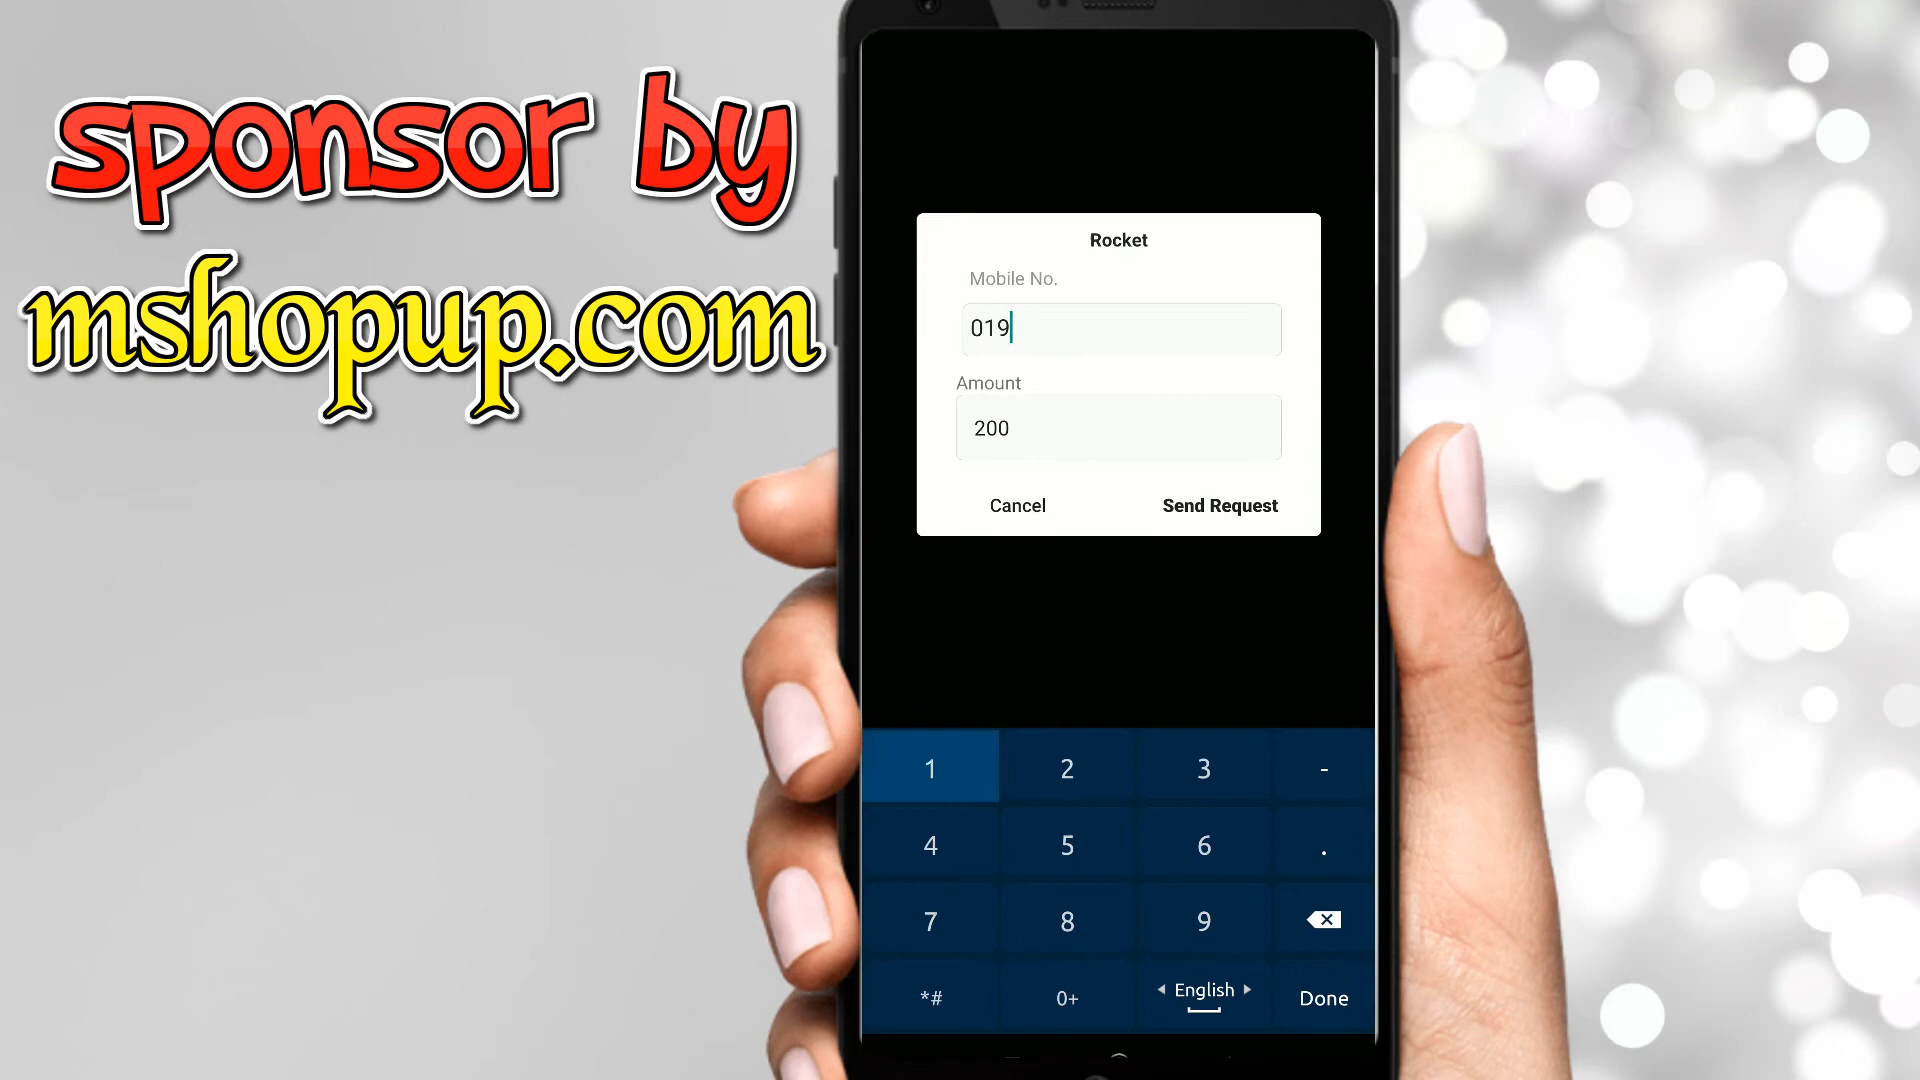 sponsor by
mshopup.com
Rocket
Mobile No.
019
Amount
200
Cancel Send Request
1 2 3 -
4 5 6 .
7 8 9
*# 0+ English Done